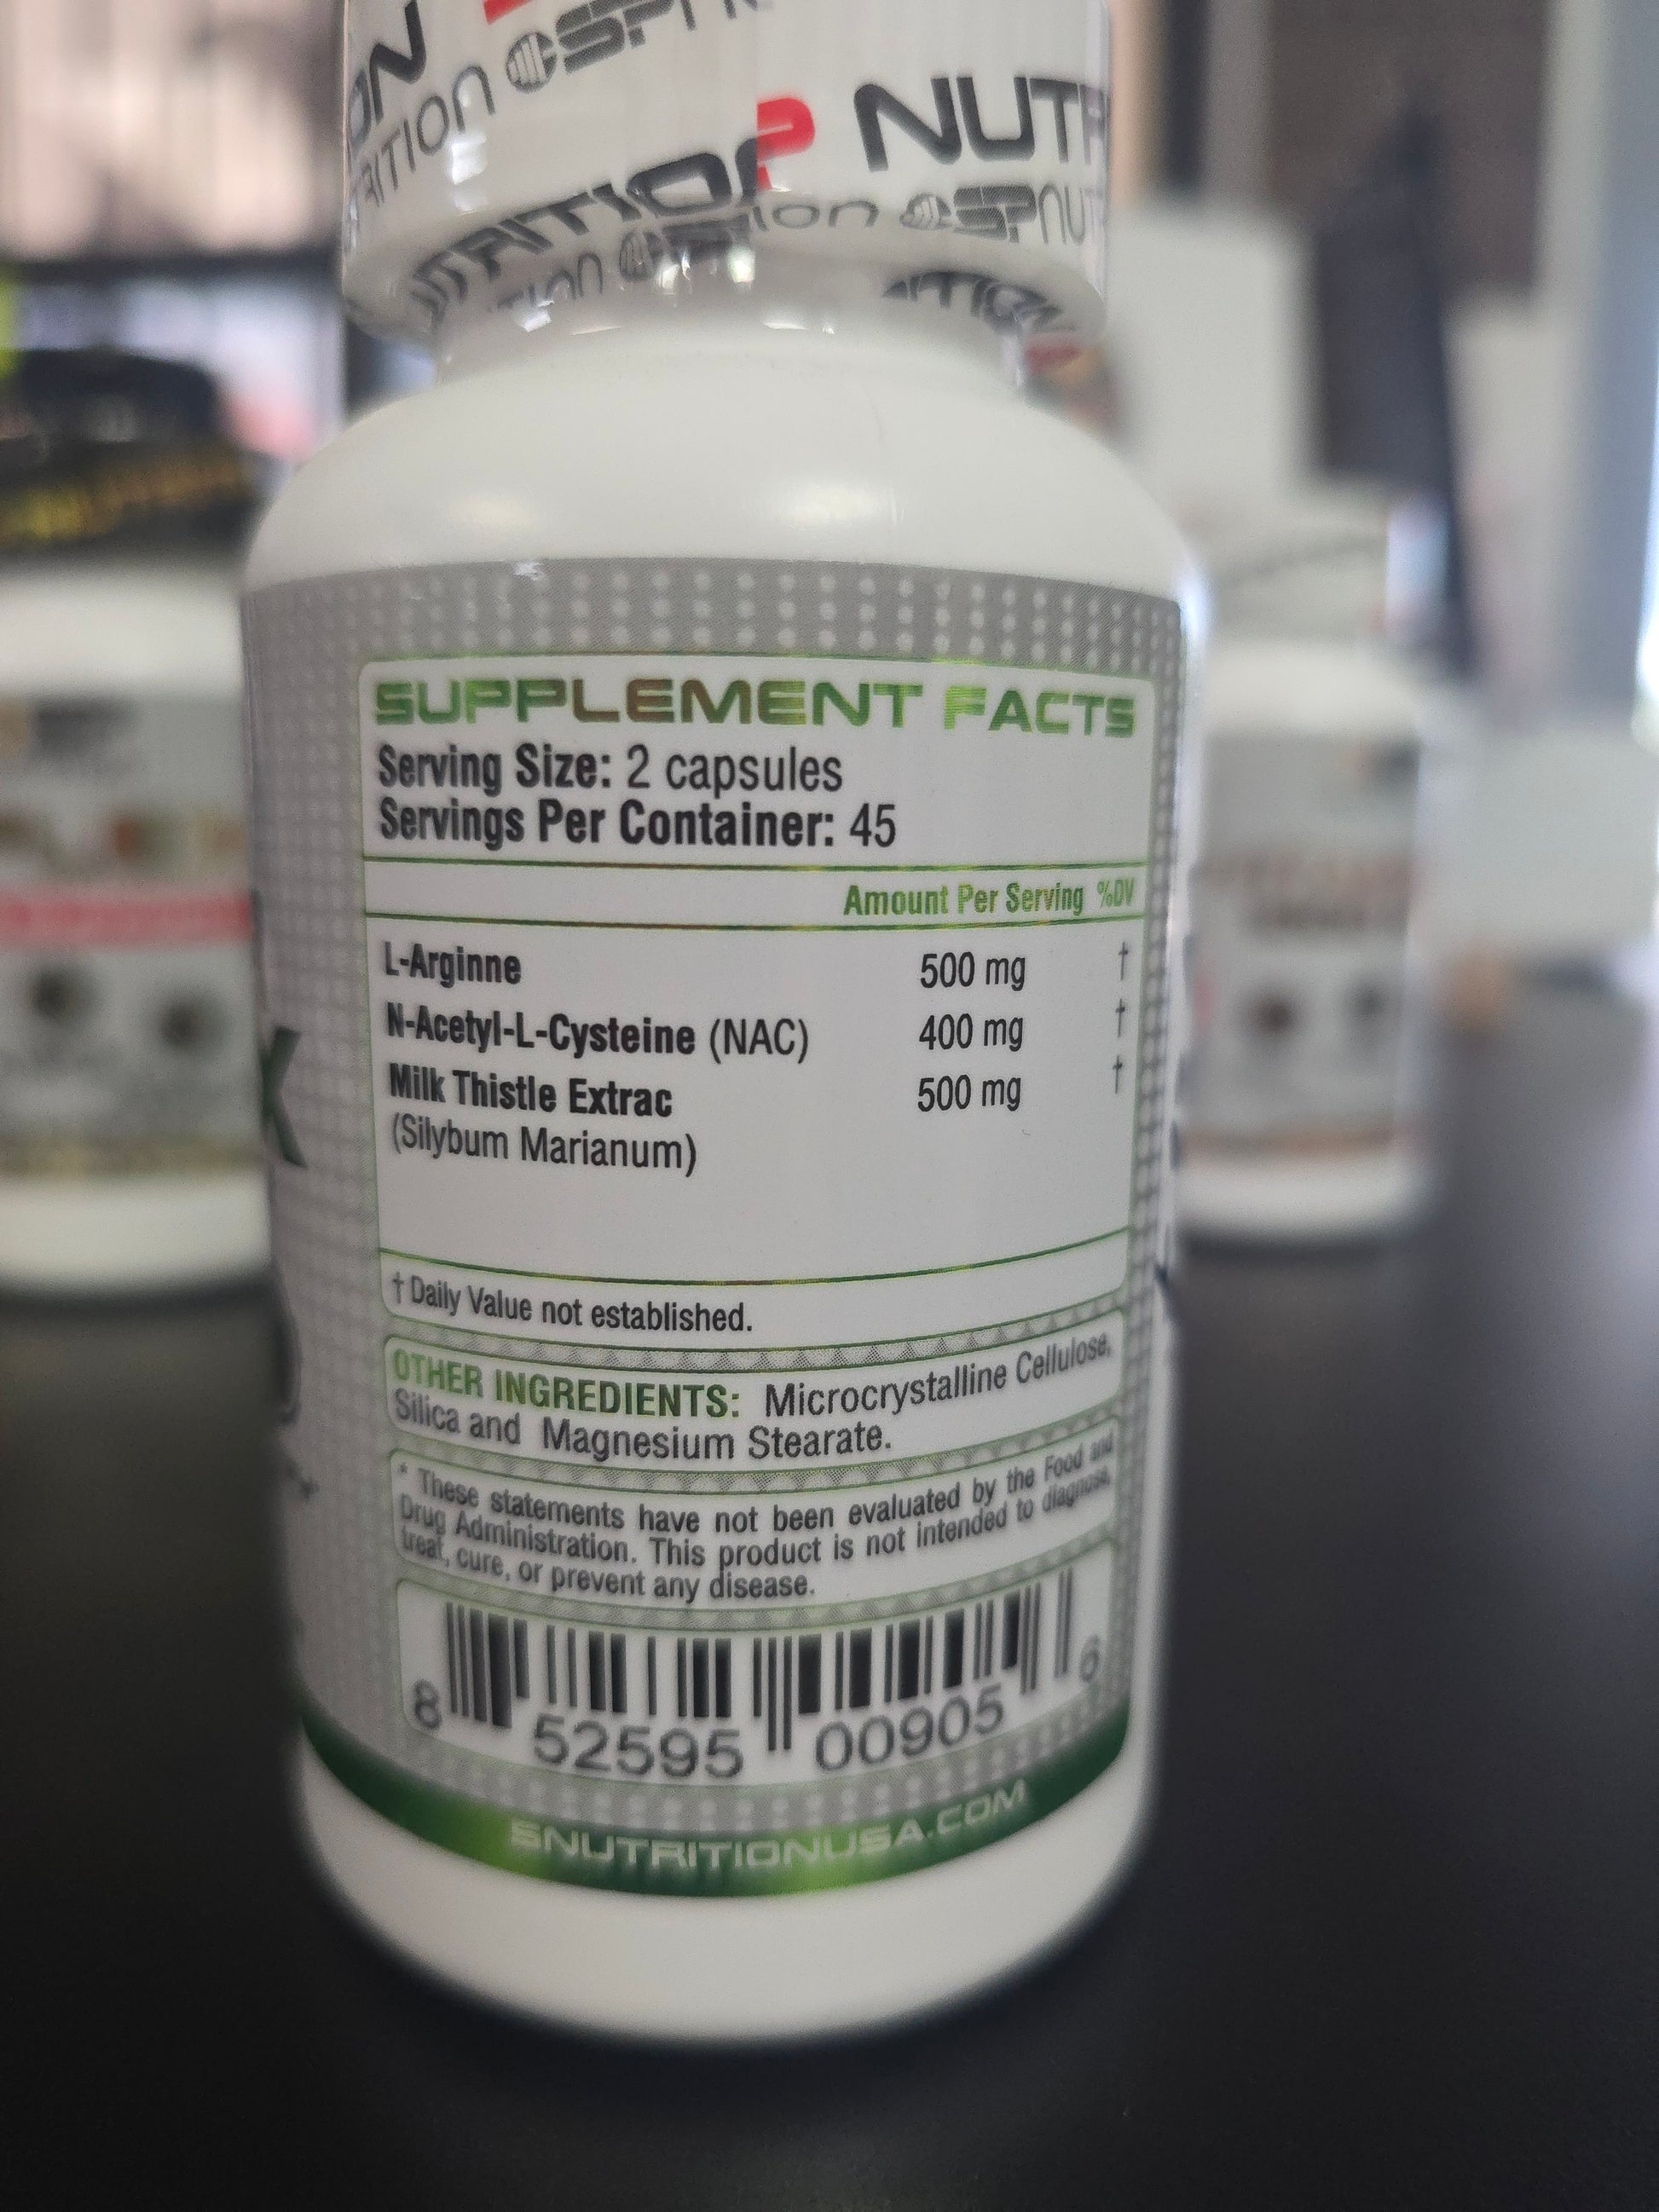 NUTR
SUPPLEMENT FACTS
Serving Size: 2 capsules
Servings Per Container: 45
Amount Per Serving %DV
L-Arginne 500 mg †
N-Acetyl-L-Cysteine (NAC) 400 mg †
Milk Thistle Extrac 500 mg †
(Silybum Marianum)
† Daily Value not established.
OTHER INGREDIENTS: Microcrystalline Cellulose,
Silica and Magnesium Stearate.
* These statements have not been evaluated by the Food and
Drug Administration. This product is not intended to diagnose,
treat, cure, or prevent any disease.
8 52595 00905 6
SNUTRITIONUSA.COM